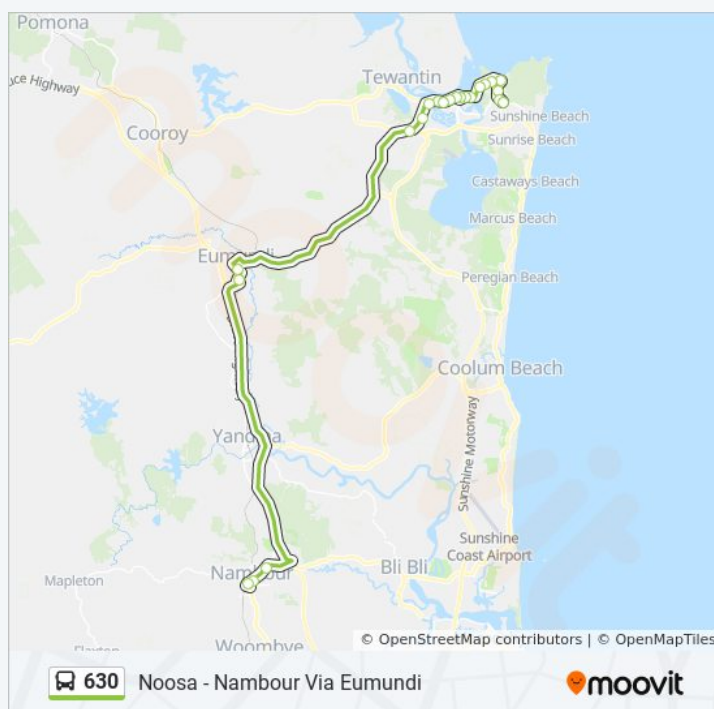 Pomona
uce Highway
Tewantin
Cooroy
Sunshine Beach
Sunrise Beach
Castaways Beach
Marcus Beach
Eumundi
Peregian Beach
Coolum Beach
Yandina
Sunshine Motorway
Sunshine
Coast Airport
Nambour
Bli Bli
Mapleton
Woombye
© OpenStreetMap contributors | © OpenMapTiles
630 Noosa - Nambour Via Eumundi
moovit